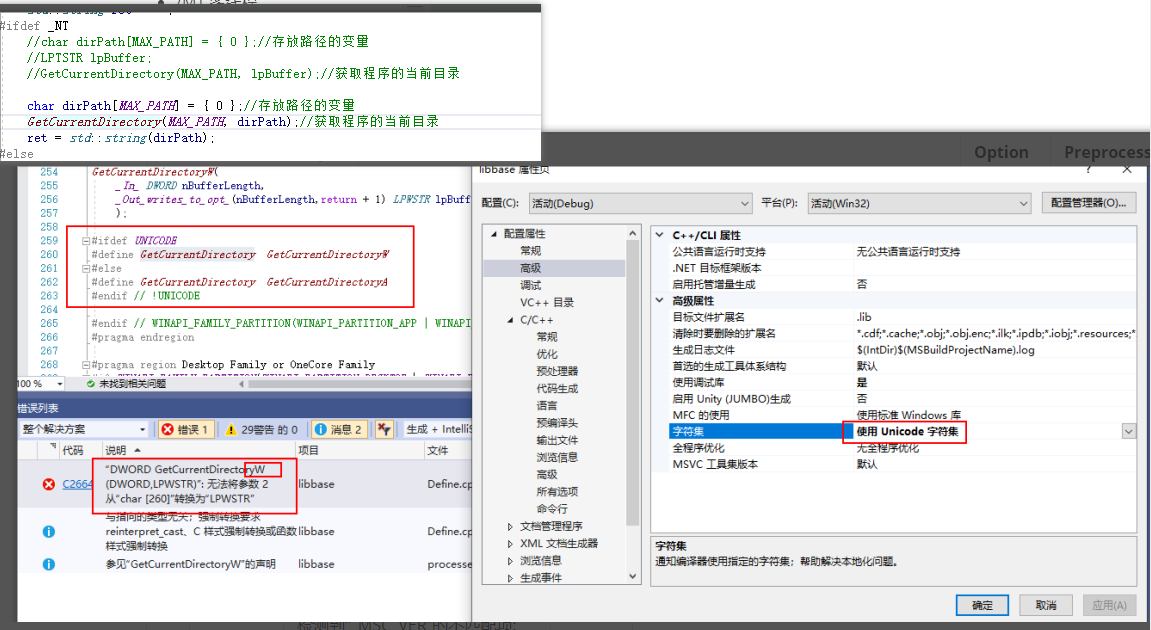 #ifdef _NT
//char dirPath[MAX_PATH] = { 0 };//存放路径的变量
//LPTSTR lpBuffer;
//GetCurrentDirectory(MAX_PATH, lpBuffer);//获取程序的当前目录
char dirPath[MAX_PATH] = { 0 };//存放路径的变量
GetCurrentDirectory(MAX_PATH, dirPath);//获取程序的当前目录
ret = std::string(dirPath);
#else
Option
Preprocess
254 GetCurrentDirectoryW(
255 _In_ DWORD nBufferLength,
256 _Out_writes_to_opt_(nBufferLength,return + 1) LPWSTR lpBuff
257 );
258
259 #ifdef UNICODE
260 #define GetCurrentDirectory GetCurrentDirectoryW
261 #else
262 #define GetCurrentDirectory GetCurrentDirectoryA
263 #endif // !UNICODE
264
265 #endif // WINAPI_FAMILY_PARTITION(WINAPI_PARTITION_APP | WINAPI
266 #pragma endregion
267
268 #pragma region Desktop Family or OneCore Family
100 %
未找到相关问题
错误列表
整个解决方案
错误 1
29警告 的 0
消息 2
生成 + IntelliS
代码
说明
项目
文件
C2664
“DWORD GetCurrentDirectoryW
(DWORD,LPWSTR)”: 无法将参数 2
从“char [260]”转换为“LPWSTR”
libbase
Define.cp
与指向的类型无关；强制转换要求
reinterpret_cast、C 样式强制转换或函数
样式强制转换
libbase
Define.cp
参见“GetCurrentDirectoryW”的声明
libbase
processe
libbase 属性页
?
配置(C):
活动(Debug)
平台(P):
活动(Win32)
配置管理器(O)...
配置属性
常规
高级
调试
VC++ 目录
C/C++
常规
优化
预处理器
代码生成
语言
预编译头
输出文件
浏览信息
高级
所有选项
命令行
文档管理程序
XML 文档生成器
浏览信息
生成事件
C++/CLI 属性
公共语言运行时支持 无公共语言运行时支持
.NET 目标框架版本
启用托管增量生成 否
高级属性
目标文件扩展名 .lib
清除时要删除的扩展名 *.cdf;*.cache;*.obj;*.obj.enc;*.ilk;*.ipdb;*.iobj;*.resources;*
生成日志文件 $(IntDir)$(MSBuildProjectName).log
首选的生成工具体系结构 默认
使用调试库 是
启用 Unity (JUMBO)生成 否
MFC 的使用 使用标准 Windows 库
字符集 使用 Unicode 字符集
全程序优化 无全程序优化
MSVC 工具集版本 默认
字符集
通知编译器使用指定的字符集；帮助解决本地化问题。
确定
取消
应用(A)